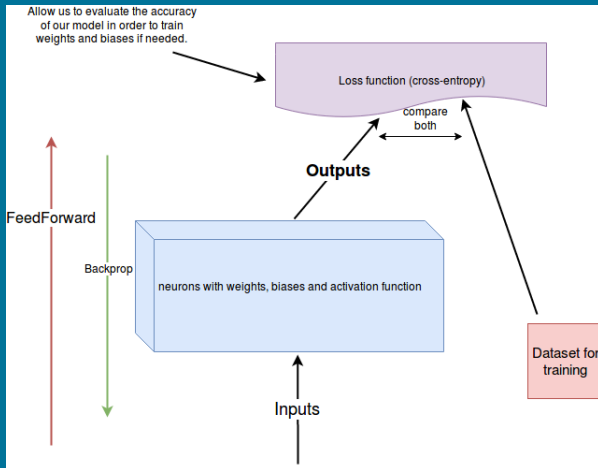 Allow us to evaluate the accuracy
of our model in order to train
weights and biases if needed.
Loss function (cross-entropy)
compare
both
Outputs
FeedForward
Backprop
neurons with weights, biases and activation function
Dataset for
training
Inputs